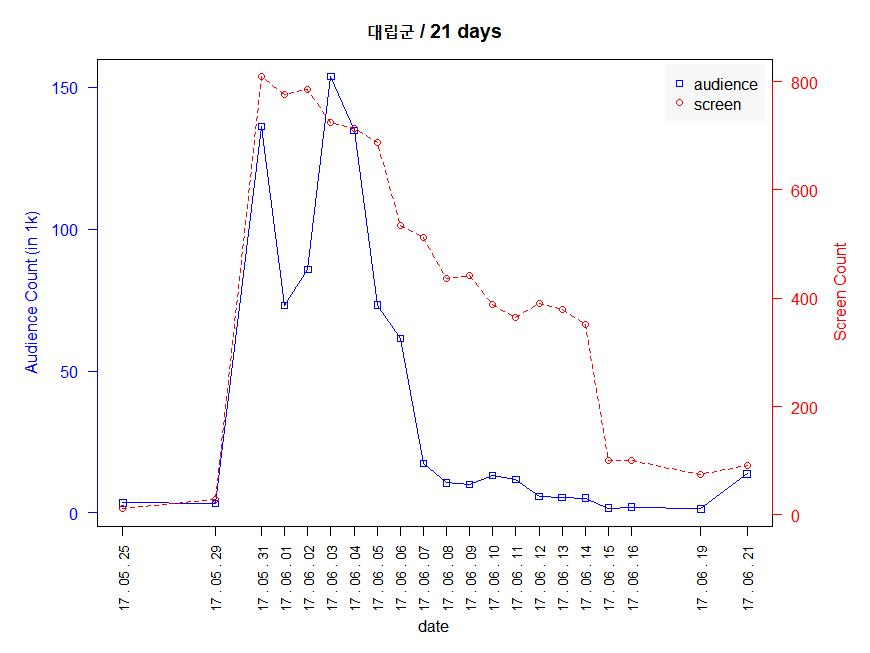 대립군 / 21 days
audience
screen
Audience Count (in 1k)
150
100
50
0
800
600
400
200
0
Screen Count
17 . 05 . 25
17 . 05 . 29
17 . 05 . 31
17 . 06 . 01
17 . 06 . 02
17 . 06 . 03
17 . 06 . 04
17 . 06 . 05
17 . 06 . 06
17 . 06 . 07
17 . 06 . 08
17 . 06 . 09
17 . 06 . 10
17 . 06 . 11
17 . 06 . 12
17 . 06 . 13
17 . 06 . 14
17 . 06 . 15
17 . 06 . 16
17 . 06 . 19
17 . 06 . 21
date